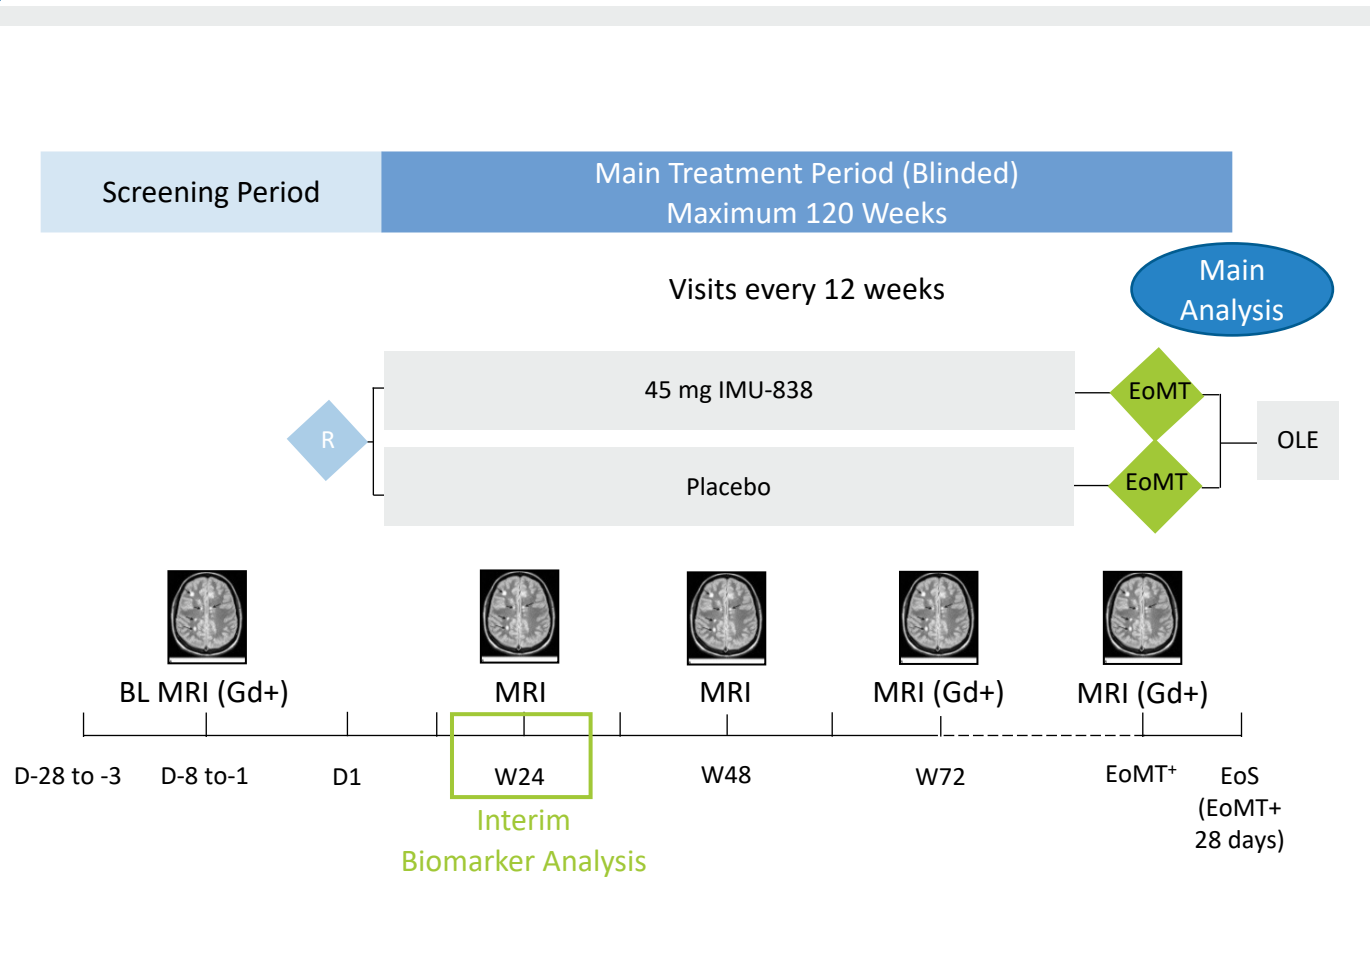 Screening Period
Main Treatment Period (Blinded)
Maximum 120 Weeks
Visits every 12 weeks
Main
Analysis
45 mg IMU-838
EoMT
R
OLE
Placebo
EoMT
BL MRI (Gd+)
MRI
MRI
MRI (Gd+)
MRI (Gd+)
D-28 to -3
D-8 to-1
D1
W24
W48
W72
EoMT⁺
EoS
(EoMT+
28 days)
Interim
Biomarker Analysis